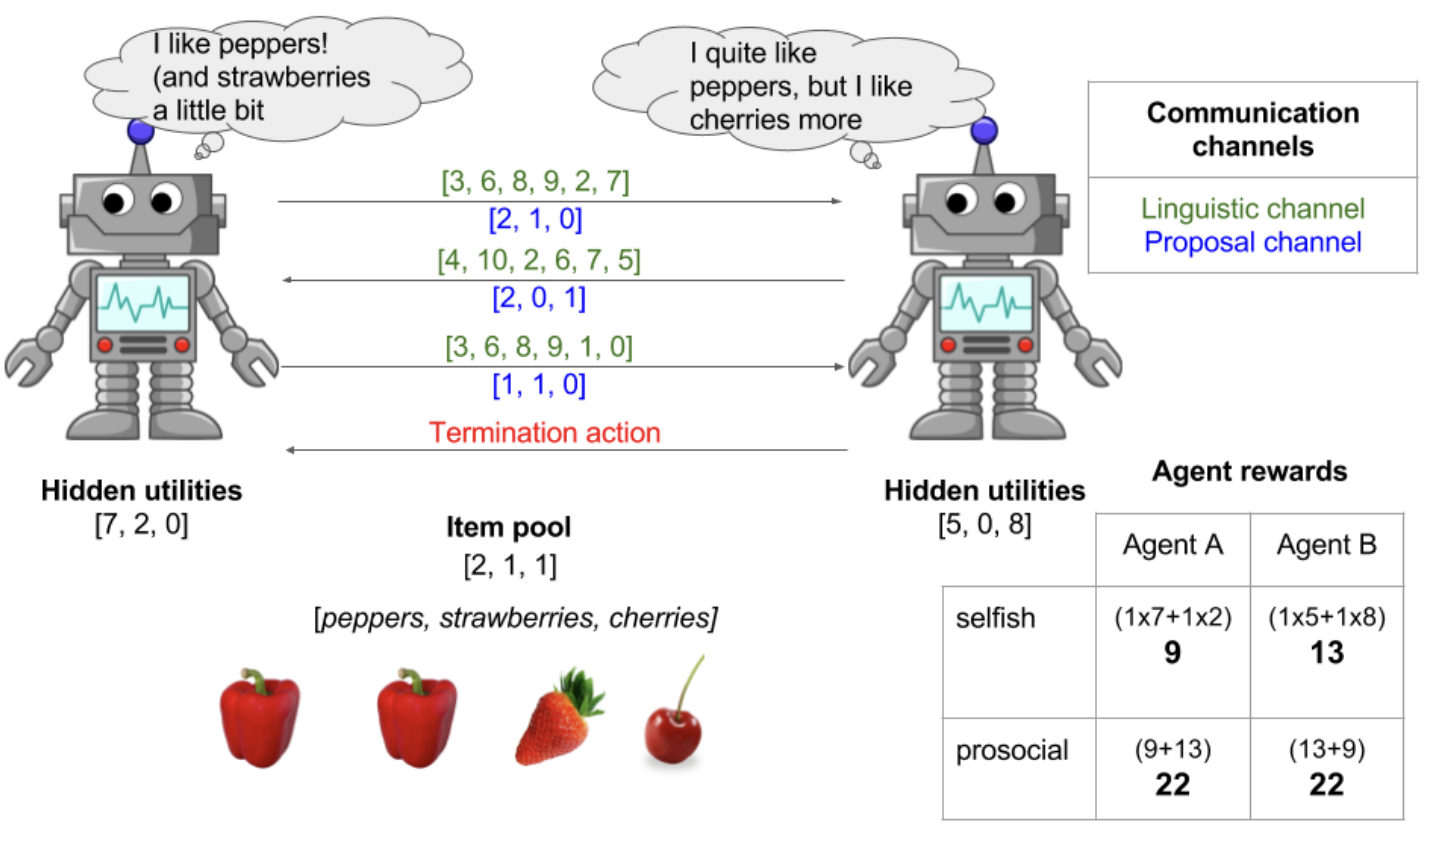 I like peppers!
(and strawberries
a little bit
I quite like
peppers, but I like
cherries more
Communication
channels
Linguistic channel
Proposal channel
[3, 6, 8, 9, 2, 7]
[2, 1, 0]
[4, 10, 2, 6, 7, 5]
[2, 0, 1]
[3, 6, 8, 9, 1, 0]
[1, 1, 0]
Termination action
Hidden utilities
[7, 2, 0]
Item pool
[2, 1, 1]
[peppers, strawberries, cherries]
Hidden utilities
[5, 0, 8]
Agent rewards
Agent A
Agent B
selfish
(1x7+1x2)
9
(1x5+1x8)
13
prosocial
(9+13)
22
(13+9)
22